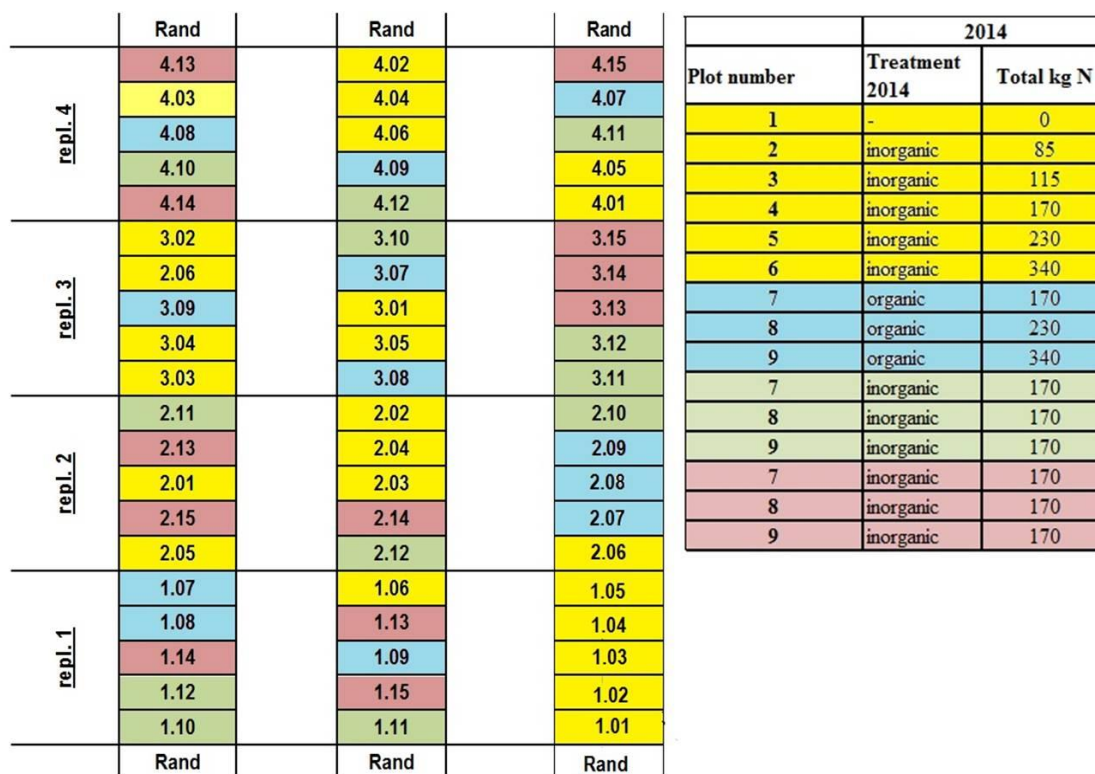 Rand Rand Rand
repl. 4
4.13 4.02 4.15
4.03 4.04 4.07
4.08 4.06 4.11
4.10 4.09 4.05
4.14 4.12 4.01
repl. 3
3.02 3.10 3.15
2.06 3.07 3.14
3.09 3.01 3.13
3.04 3.05 3.12
3.03 3.08 3.11
repl. 2
2.11 2.02 2.10
2.13 2.04 2.09
2.01 2.03 2.08
2.15 2.14 2.07
2.05 2.12 2.06
repl. 1
1.07 1.06 1.05
1.08 1.13 1.04
1.14 1.09 1.03
1.12 1.15 1.02
1.10 1.11 1.01
Rand Rand Rand
2014
Plot number Treatment 2014 Total kg N
1 - 0
2 inorganic 85
3 inorganic 115
4 inorganic 170
5 inorganic 230
6 inorganic 340
7 organic 170
8 organic 230
9 organic 340
7 inorganic 170
8 inorganic 170
9 inorganic 170
7 inorganic 170
8 inorganic 170
9 inorganic 170